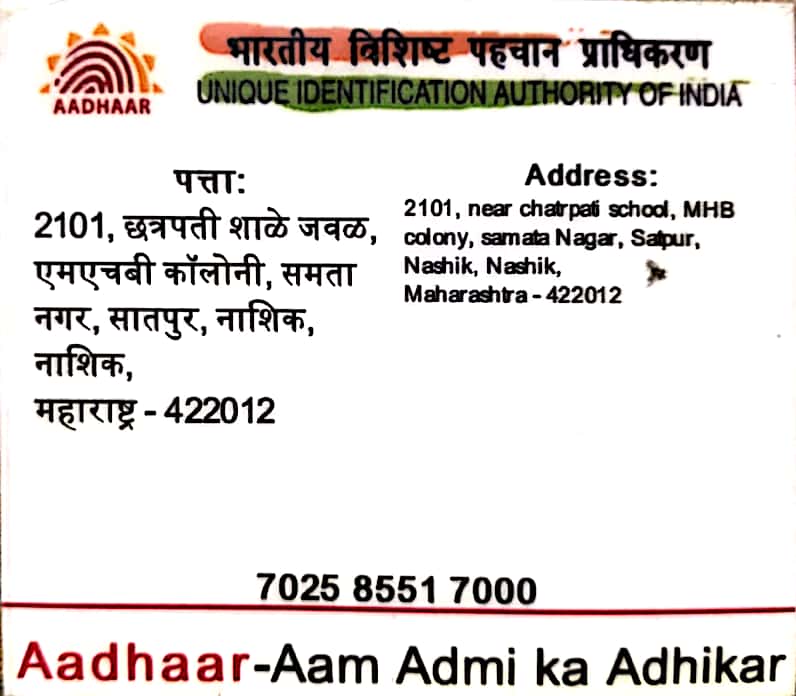 भारतीय विशिष्ट पहचान प्राधिकरण
AADHAAR
UNIQUE IDENTIFICATION AUTHORITY OF INDIA
पत्ता:
2101, छत्रपती शाळे जवळ,
एमएचबी कॉलोनी, समता
नगर, सातपुर, नाशिक,
नाशिक,
महाराष्ट्र - 422012
Address:
2101, near chatrpati school, MHB
colony, samata Nagar, Satpur,
Nashik, Nashik,
Maharashtra - 422012
7025 8551 7000
Aadhaar-Aam Admi ka Adhikar